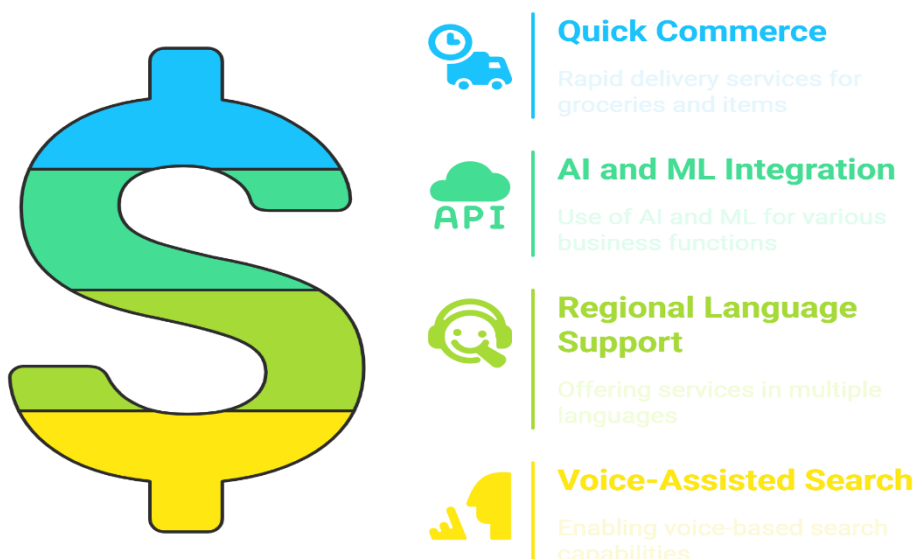 Quick Commerce
Rapid delivery services for
groceries and items
AI and ML Integration
API
Use of AI and ML for various
business functions
Regional Language
Support
Offering services in multiple
languages
Voice-Assisted Search
Enabling voice-based search
capabilities